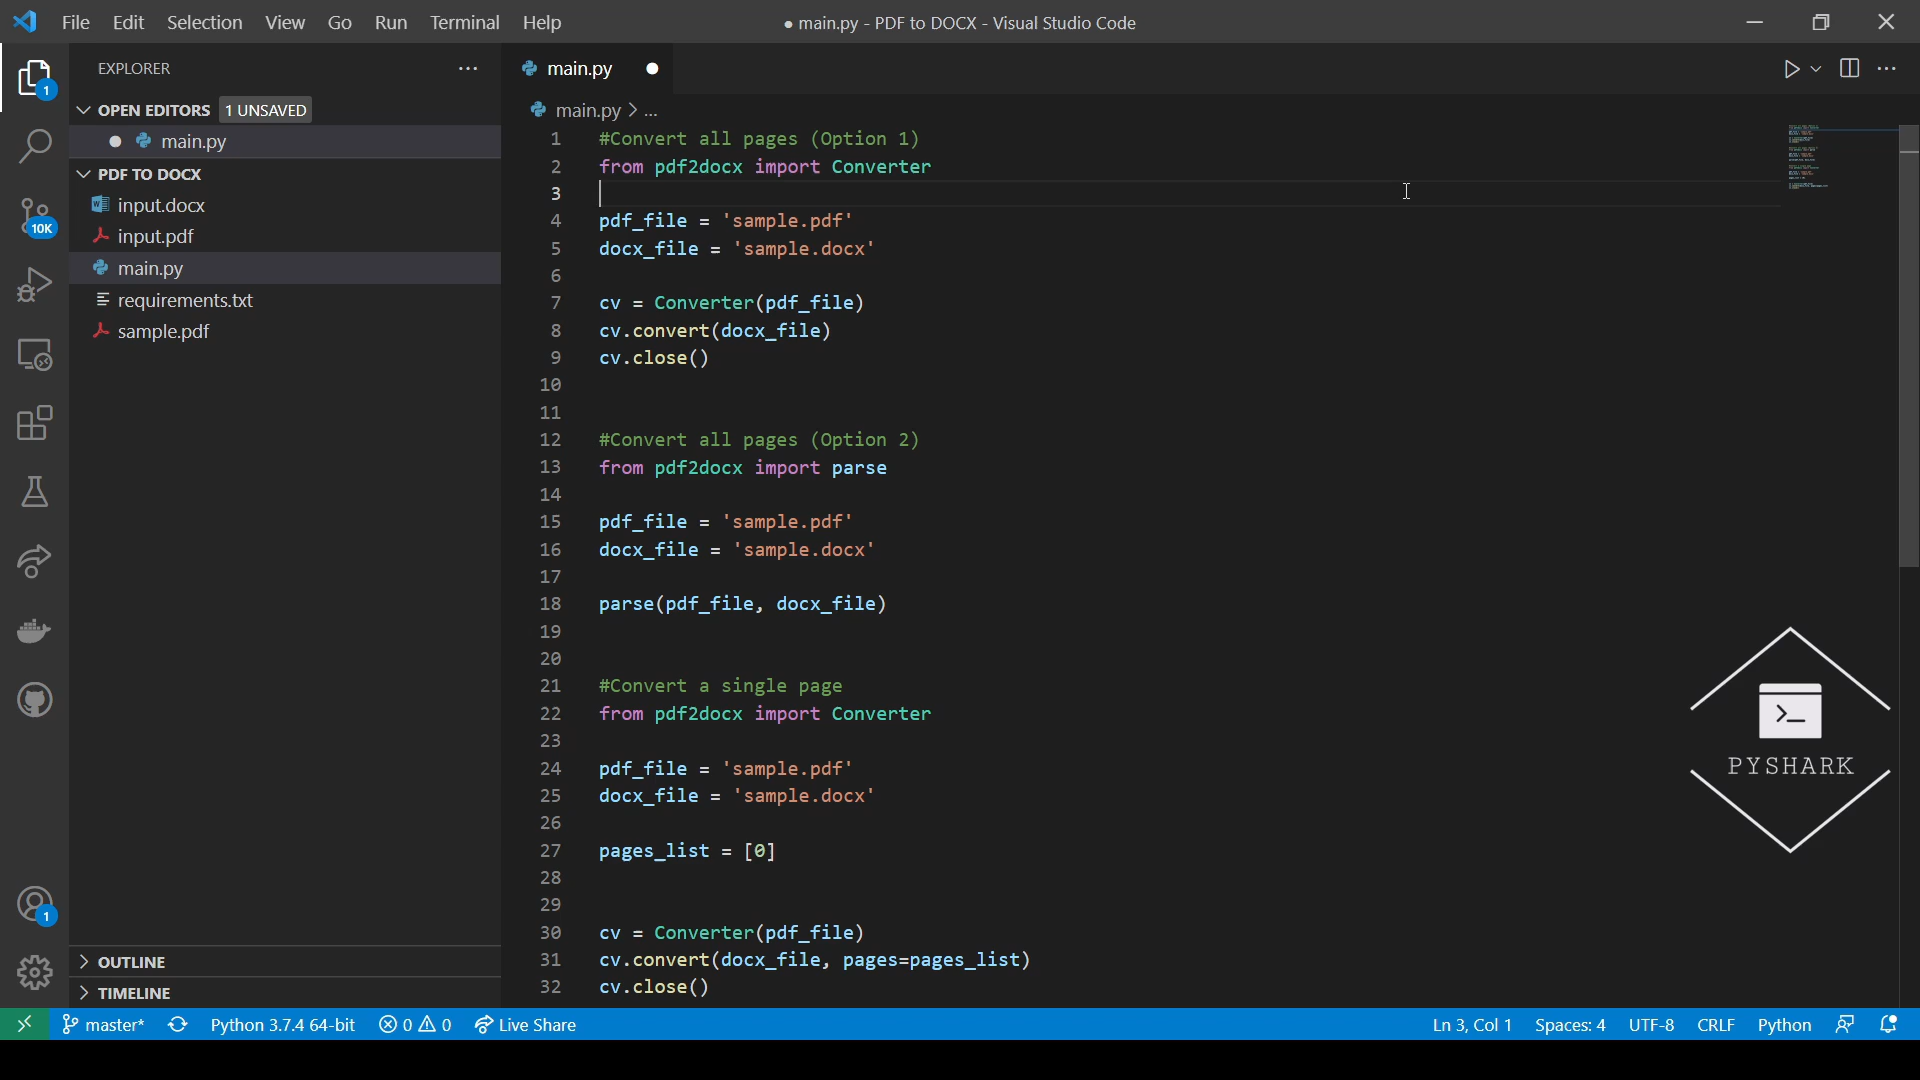 File Edit Selection View Go Run Terminal Help
● main.py - PDF to DOCX - Visual Studio Code
EXPLORER
OPEN EDITORS 1 UNSAVED
main.py
PDF TO DOCX
input.docx
input.pdf
main.py
requirements.txt
sample.pdf
OUTLINE
TIMELINE
1
10K
1
main.py
main.py > ...
1 #Convert all pages (Option 1)
2 from pdf2docx import Converter
3
4 pdf_file = 'sample.pdf'
5 docx_file = 'sample.docx'
6
7 cv = Converter(pdf_file)
8 cv.convert(docx_file)
9 cv.close()
10
11
12 #Convert all pages (Option 2)
13 from pdf2docx import parse
14
15 pdf_file = 'sample.pdf'
16 docx_file = 'sample.docx'
17
18 parse(pdf_file, docx_file)
19
20
21 #Convert a single page
22 from pdf2docx import Converter
23
24 pdf_file = 'sample.pdf'
25 docx_file = 'sample.docx'
26
27 pages_list = [0]
28
29
30 cv = Converter(pdf_file)
31 cv.convert(docx_file, pages=pages_list)
32 cv.close()
PYSHARK
master* Python 3.7.4 64-bit 0 0 Live Share
Ln 3, Col 1 Spaces: 4 UTF-8 CRLF Python